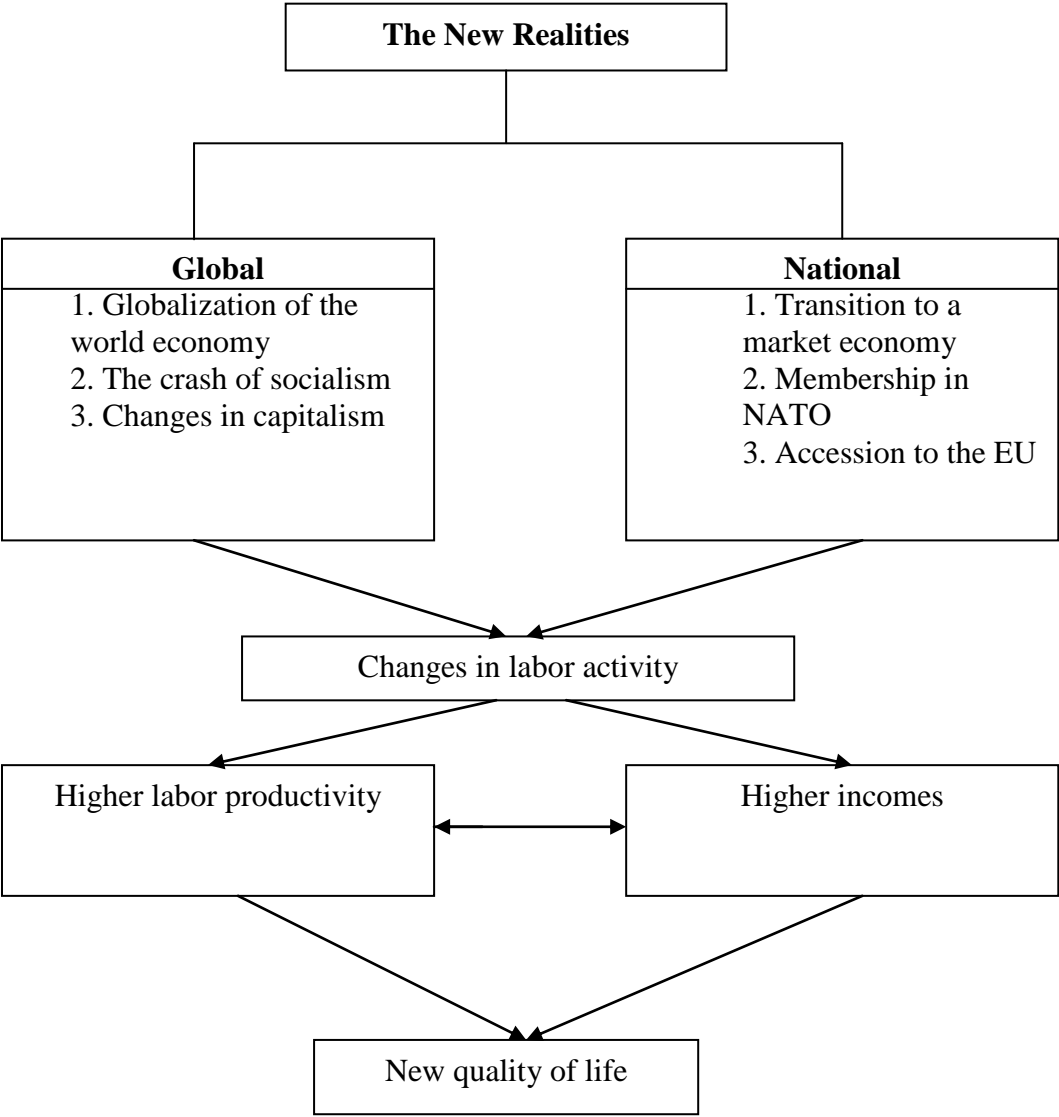 The New Realities
Global
1. Globalization of the
world economy
2. The crash of socialism
3. Changes in capitalism
National
1. Transition to a
market economy
2. Membership in
NATO
3. Accession to the EU
Changes in labor activity
Higher labor productivity
Higher incomes
New quality of life